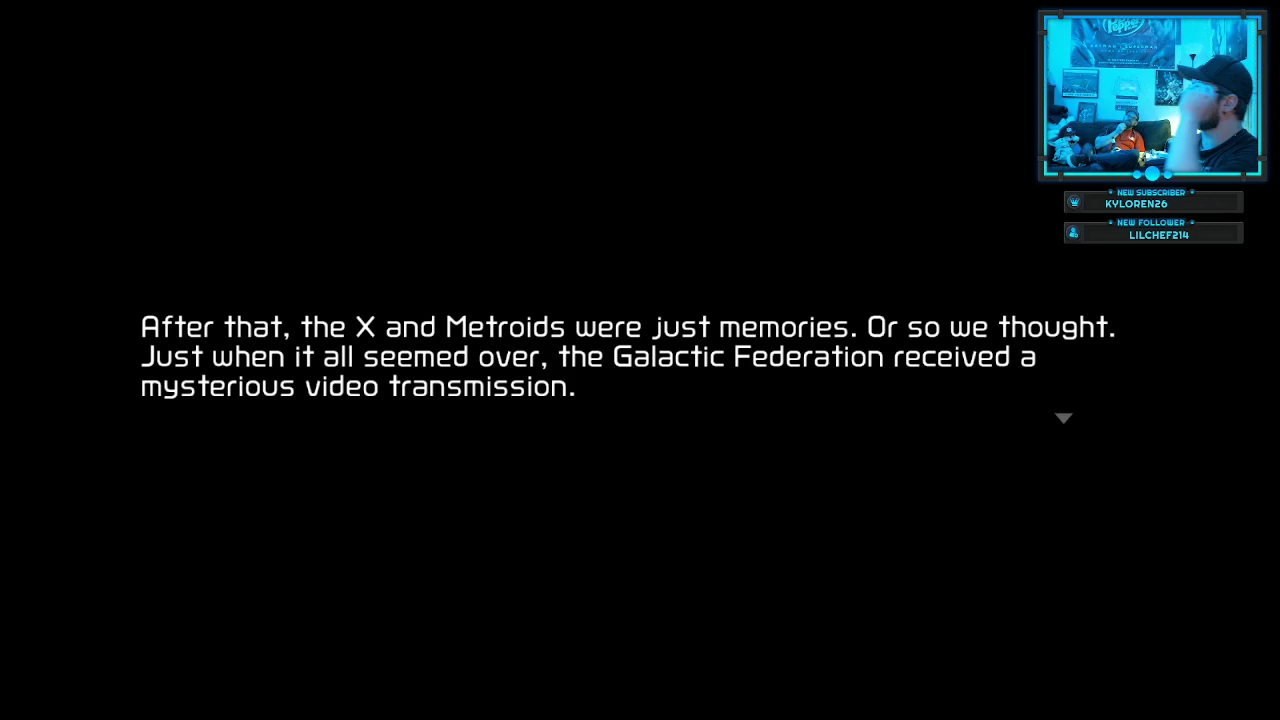 Pepper
NEW SUBSCRIBER
KYLOREN26
NEW FOLLOWER
LILCHEF214
After that, the X and Metroids were just memories. Or so we thought.
Just when it all seemed over, the Galactic Federation received a
mysterious video transmission.